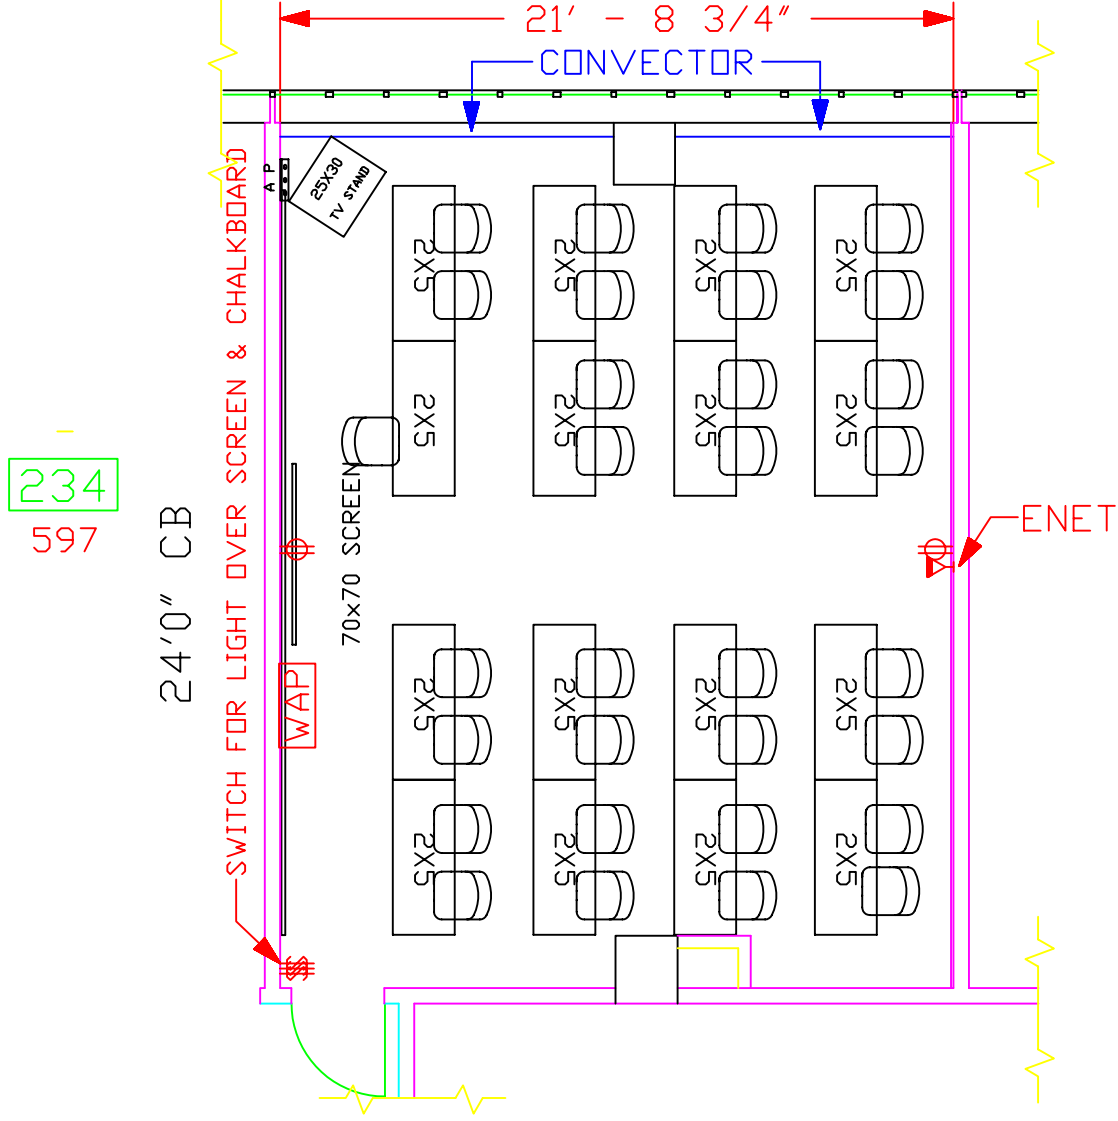 21' - 8 3/4"
CONVECTOR
A P
25X30
TV STAND
SWITCH FOR LIGHT OVER SCREEN & CHALKBOARD
2X5
2X5
2X5
2X5
2X5
2X5
2X5
2X5
234
597
24'0" CB
70x70 SCREEN
ENET
WAP
2X5
2X5
2X5
2X5
2X5
2X5
2X5
2X5